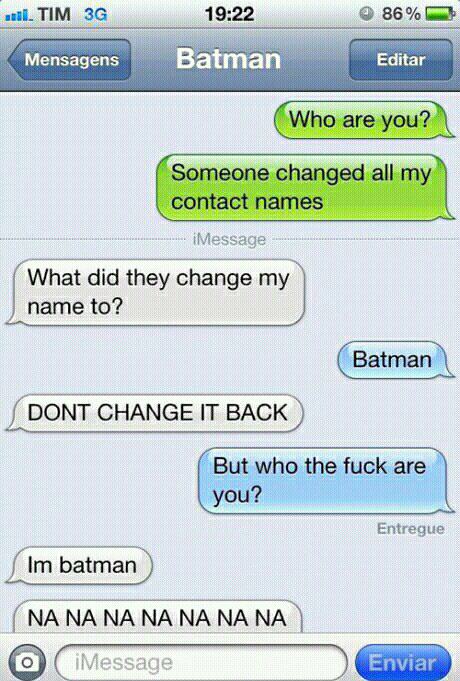 TIM 3G 19:22 86%
Mensagens Batman Editar
Who are you?
Someone changed all my
contact names
iMessage
What did they change my
name to?
Batman
DONT CHANGE IT BACK
But who the fuck are
you?
Entregue
Im batman
NA NA NA NA NA NA NA
iMessage Enviar